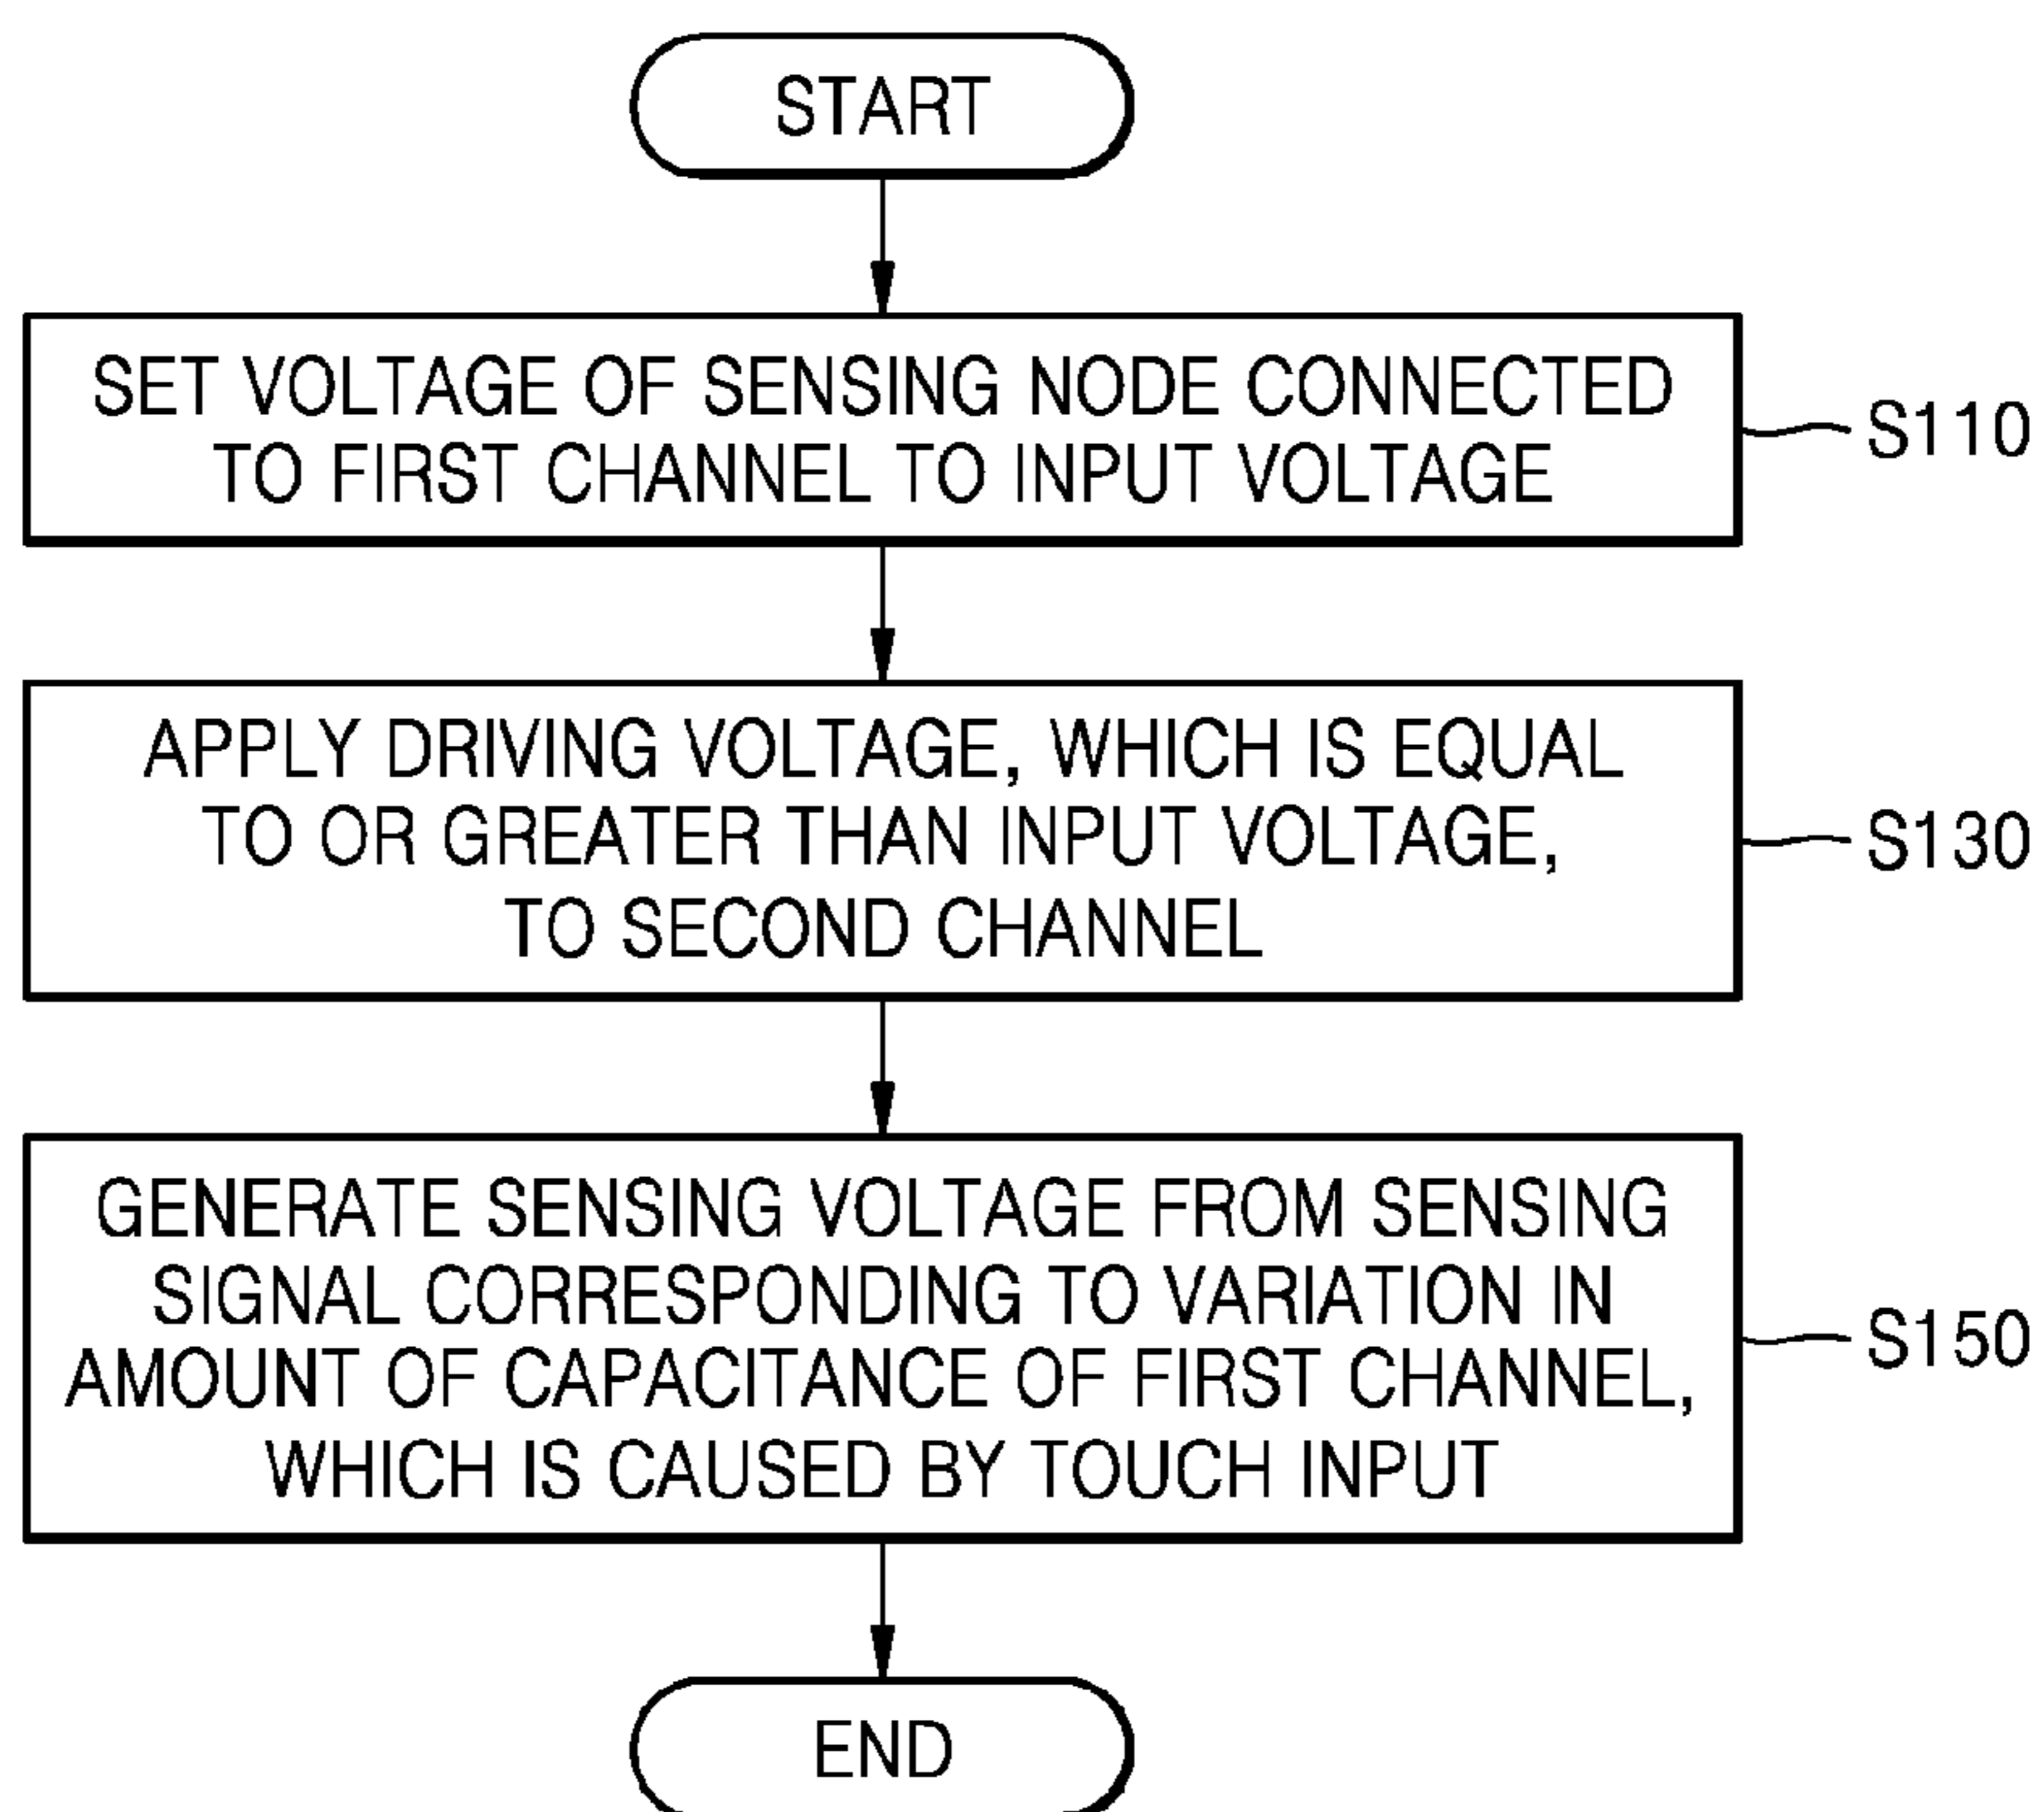 START
SET VOLTAGE OF SENSING NODE CONNECTED
TO FIRST CHANNEL TO INPUT VOLTAGE
S110
APPLY DRIVING VOLTAGE, WHICH IS EQUAL
TO OR GREATER THAN INPUT VOLTAGE,
TO SECOND CHANNEL
S130
GENERATE SENSING VOLTAGE FROM SENSING
SIGNAL CORRESPONDING TO VARIATION IN
AMOUNT OF CAPACITANCE OF FIRST CHANNEL,
WHICH IS CAUSED BY TOUCH INPUT
S150
END